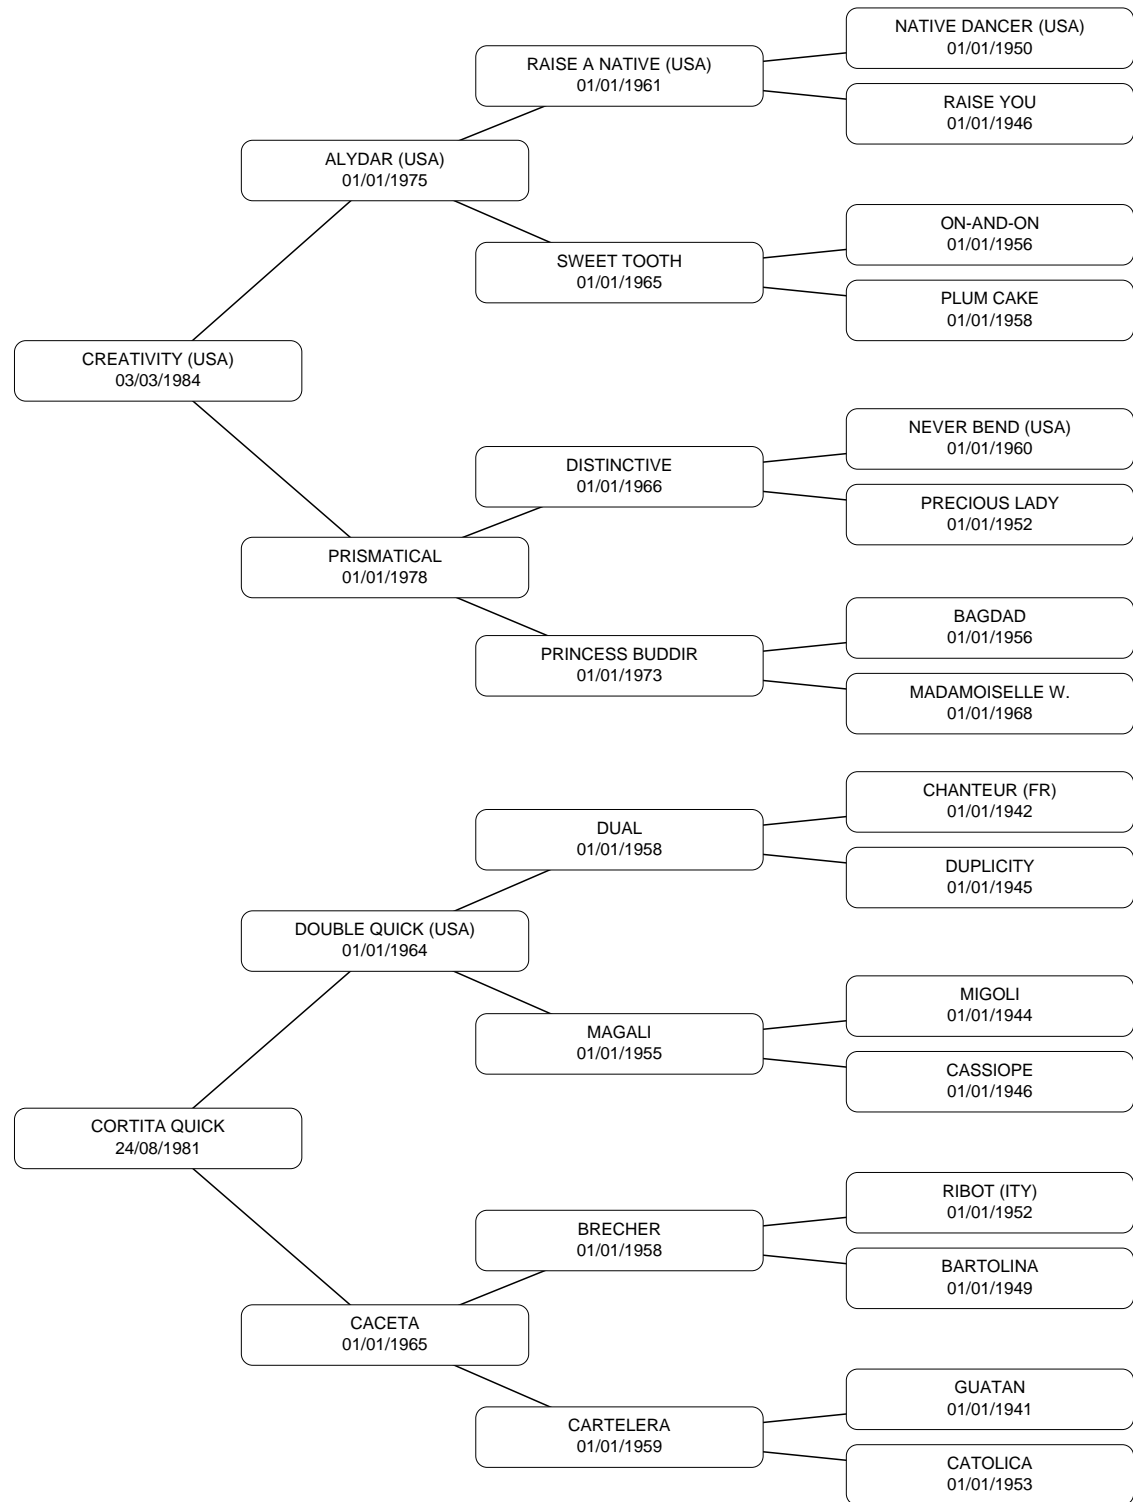 NATIVE DANCER (USA)
01/01/1950
RAISE A NATIVE (USA)
01/01/1961
RAISE YOU
01/01/1946
ALYDAR (USA)
01/01/1975
ON-AND-ON
01/01/1956
SWEET TOOTH
01/01/1965
PLUM CAKE
01/01/1958
CREATIVITY (USA)
03/03/1984
NEVER BEND (USA)
01/01/1960
DISTINCTIVE
01/01/1966
PRECIOUS LADY
01/01/1952
PRISMATICAL
01/01/1978
BAGDAD
01/01/1956
PRINCESS BUDDIR
01/01/1973
MADAMOISELLE W.
01/01/1968
CHANTEUR (FR)
01/01/1942
DUAL
01/01/1958
DUPLICITY
01/01/1945
DOUBLE QUICK (USA)
01/01/1964
MIGOLI
01/01/1944
MAGALI
01/01/1955
CASSIOPE
01/01/1946
CORTITA QUICK
24/08/1981
RIBOT (ITY)
01/01/1952
BRECHER
01/01/1958
BARTOLINA
01/01/1949
CACETA
01/01/1965
GUATAN
01/01/1941
CARTELERA
01/01/1959
CATOLICA
01/01/1953